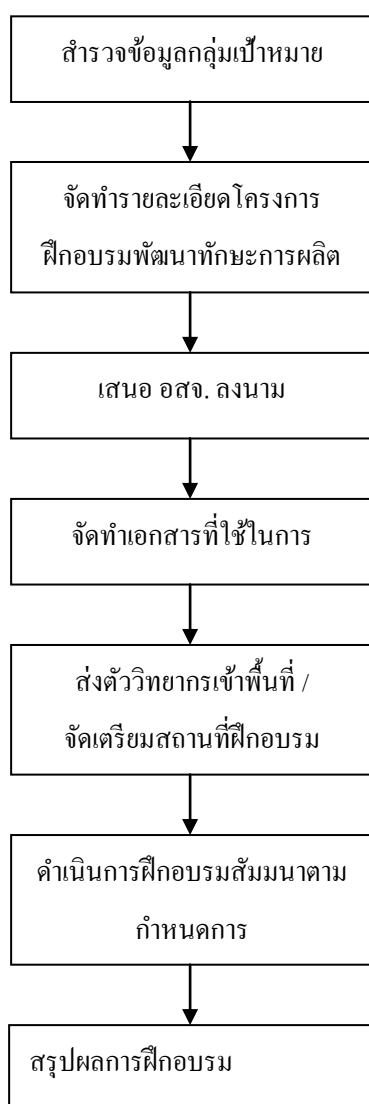 สำรวจข้อมูลกลุ่มเป้าหมาย
จัดทำรายละเอียดโครงการ
ฝึกอบรมพัฒนาทักษะการผลิต
เสนอ อสจ. ลงนาม
จัดทำเอกสารที่ใช้ในการ
ส่งตัววิทยากรเข้าพื้นที่ /
จัดเตรียมสถานที่ฝึกอบรม
ดำเนินการฝึกอบรมสัมมนาตาม
กำหนดการ
สรุปผลการฝึกอบรม